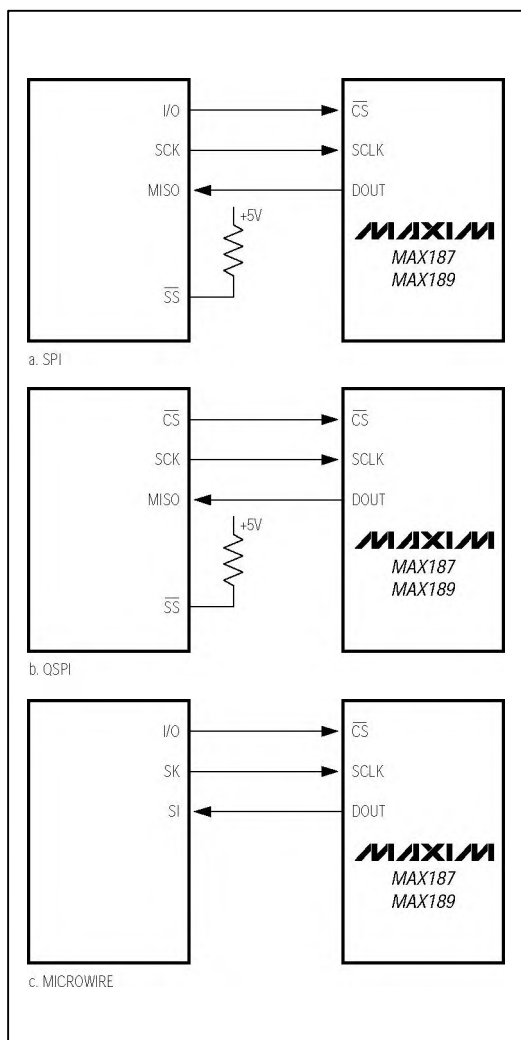 I/O CS
SCK SCLK
MISO DOUT
+5V
MAXIM
MAX187
MAX189
SS
a. SPI
CS CS
SCK SCLK
MISO DOUT
+5V
MAXIM
MAX187
MAX189
SS
b. QSPI
I/O CS
SK SCLK
SI DOUT
MAXIM
MAX187
MAX189
c. MICROWIRE